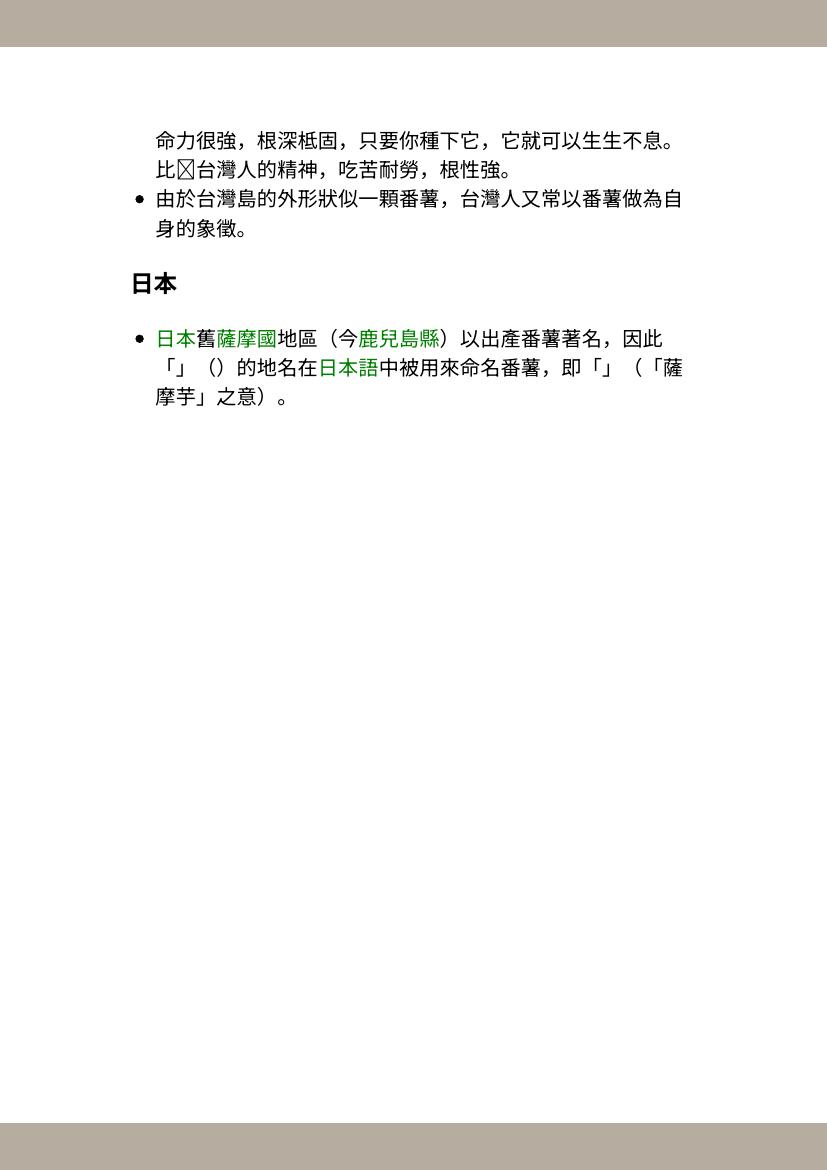 命力很強，根深柢固，只要你種下它，它就可以生生不息。
比台灣人的精神，吃苦耐勞，根性強。
由於台灣島的外形狀似一顆番薯，台灣人又常以番薯做為自
身的象徵。
日本
日本舊薩摩國地區（今鹿兒島縣）以出產番薯著名，因此
「」（）的地名在日本語中被用來命名番薯，即「」（「薩
摩芋」之意）。